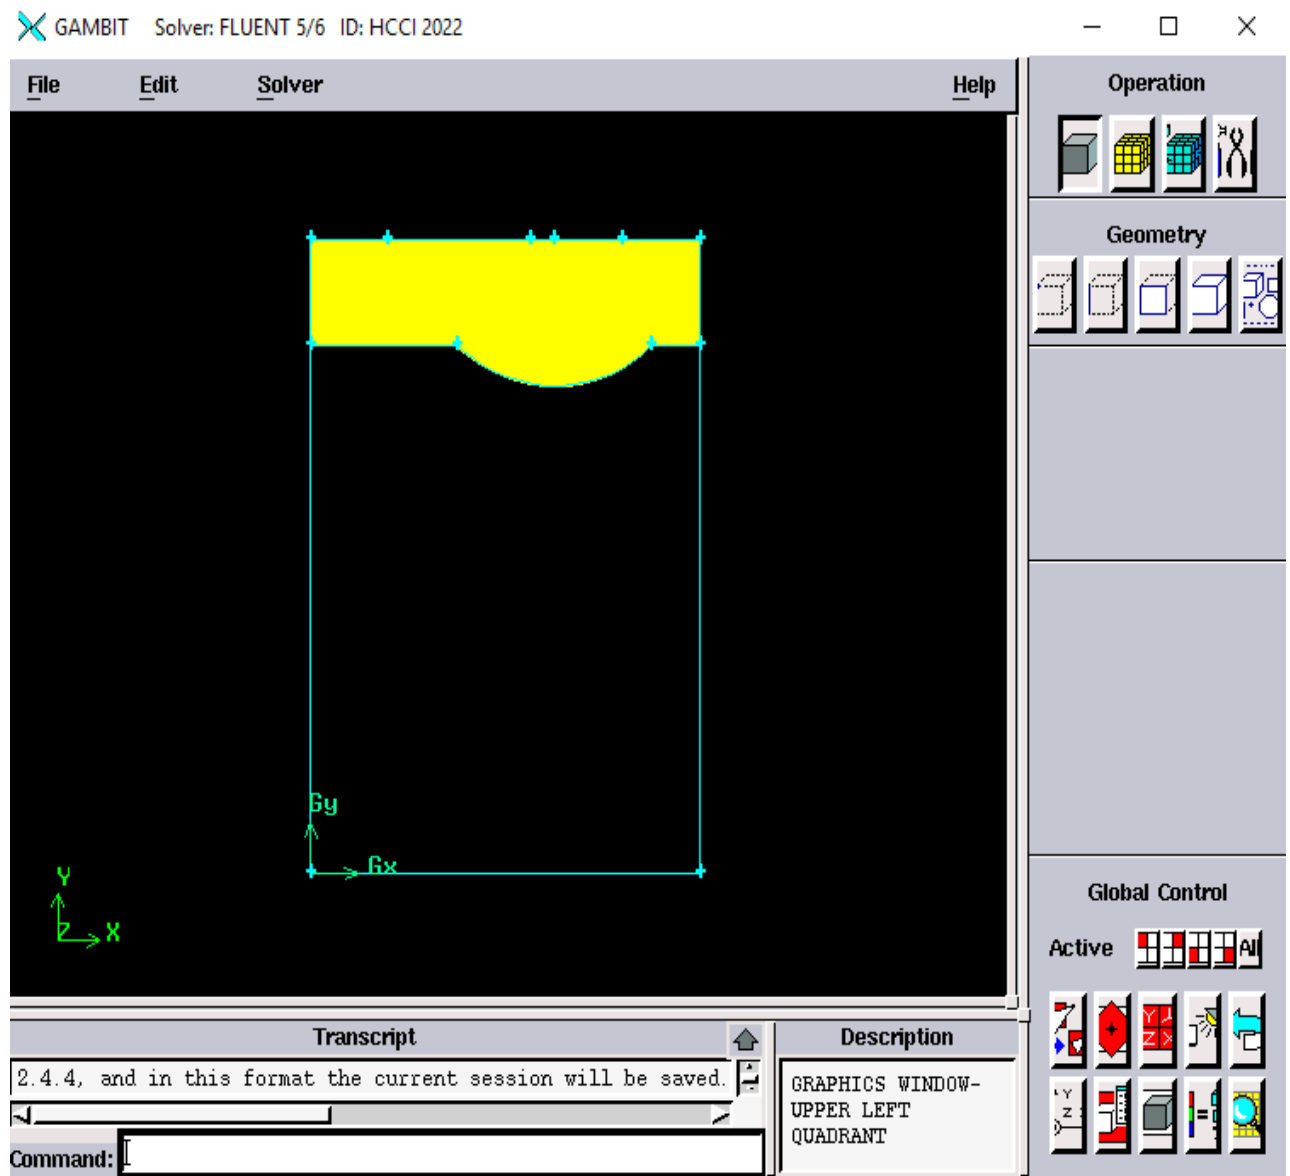 GAMBIT Solver: FLUENT 5/6 ID: HCCI 2022
File Edit Solver Help
Operation
Geometry
Gy
Gx
Y
Z X
Global Control
Active All
Transcript
2.4.4, and in this format the current session will be saved.
Command:
Description
GRAPHICS WINDOW-
UPPER LEFT
QUADRANT